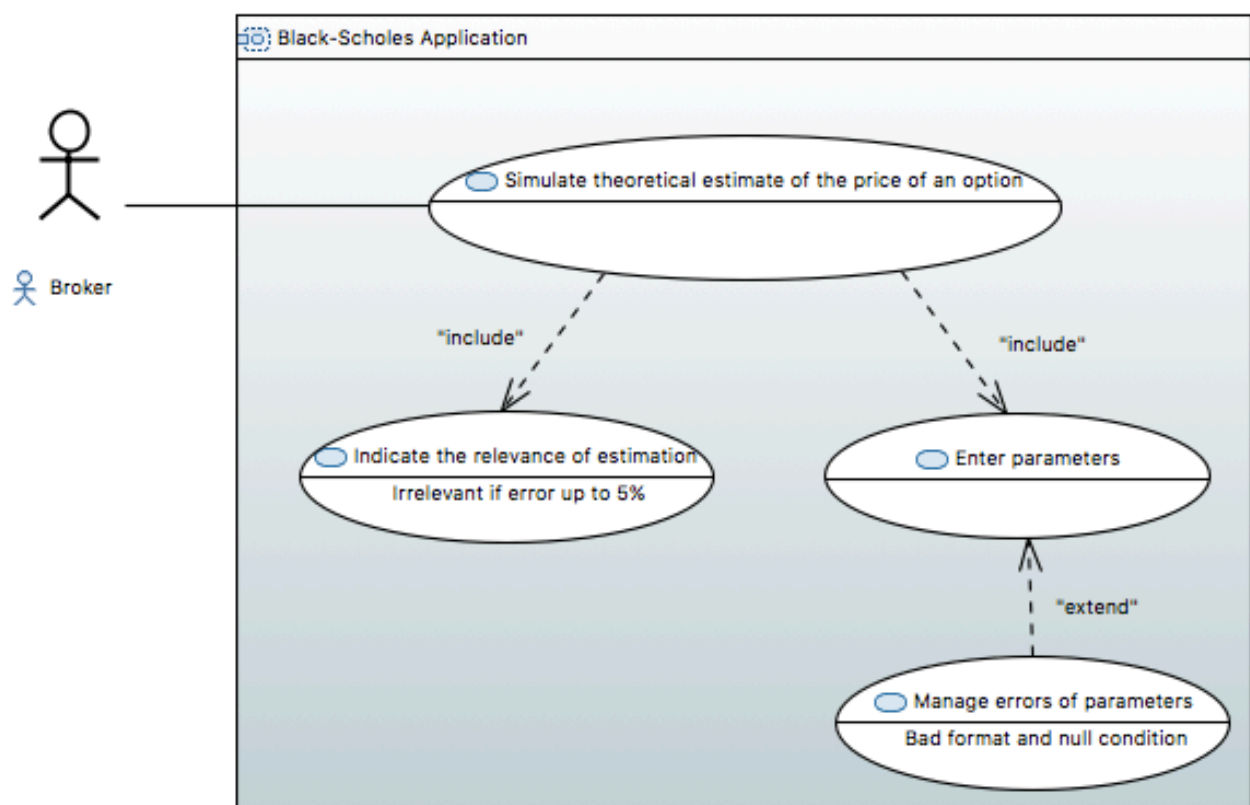 Black-Scholes Application
Simulate theoretical estimate of the price of an option
Broker
"include"
"include"
Indicate the relevance of estimation
Irrelevant if error up to 5%
Enter parameters
"extend"
Manage errors of parameters
Bad format and null condition